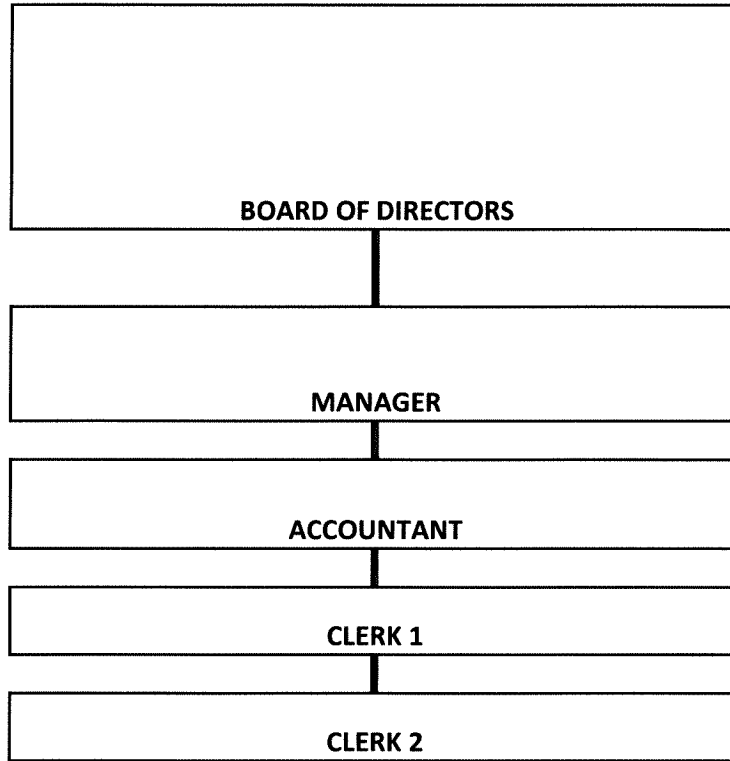 BOARD OF DIRECTORS
MANAGER
ACCOUNTANT
CLERK 1
CLERK 2